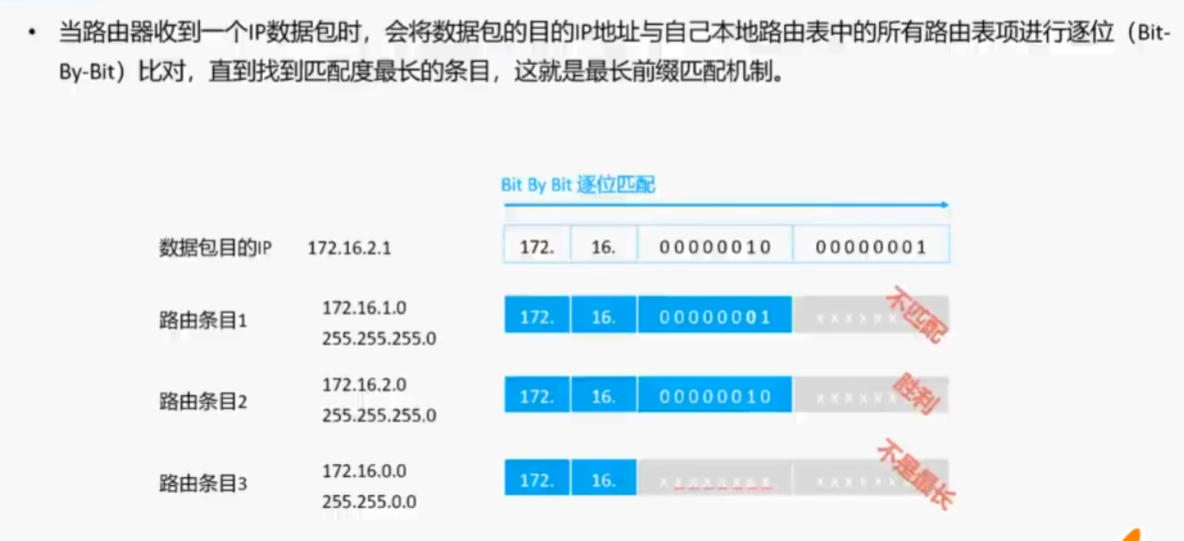 • 当路由器收到一个IP数据包时，会将数据包的目的IP地址与自己本地路由表中的所有路由表项进行逐位（Bit-
By-Bit）比对，直到找到匹配度最长的条目，这就是最长前缀匹配机制。
Bit By Bit 逐位匹配
数据包目的IP 172.16.2.1 172. 16. 00000010 00000001
路由条目1 172.16.1.0 255.255.255.0 172. 16. 00000001 xxxxxx 不匹配
路由条目2 172.16.2.0 255.255.255.0 172. 16. 00000010 xxxxxx 胜利
路由条目3 172.16.0.0 255.255.0.0 172. 16. xxxxxxxx xxxxxx 不是最长